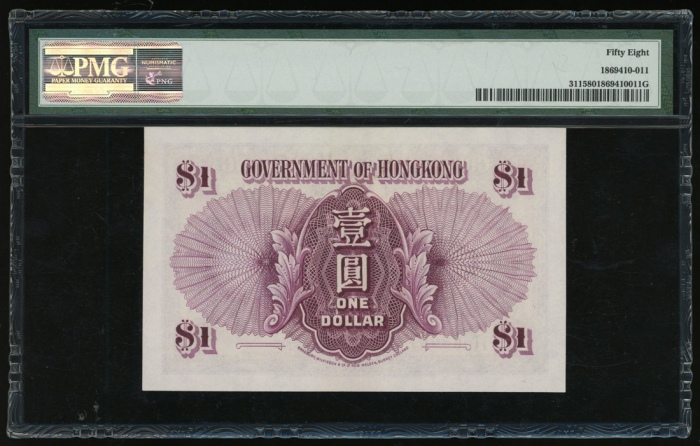 PMG
PAPER MONEY GUARANTY
NUMISMATIC
PNG
Fifty Eight
1869410-011
3115801869410011G
GOVERNMENT OF HONGKONG
$1
$1
壹
圓
ONE
DOLLAR
$1
$1